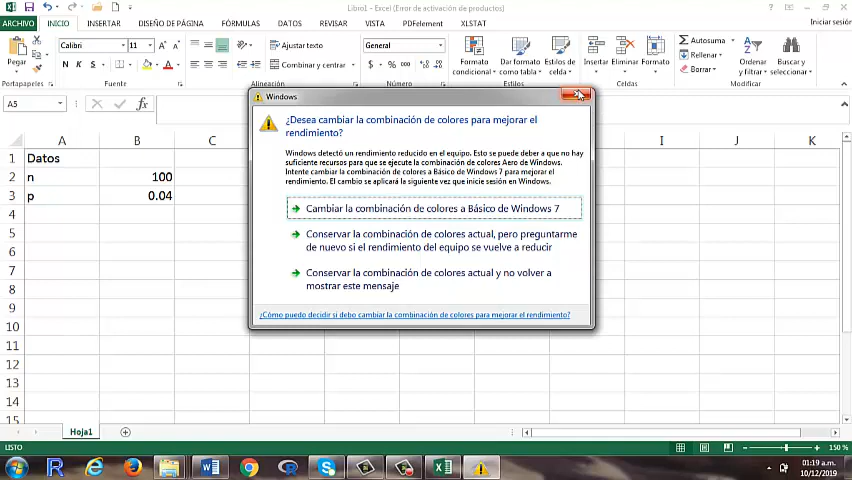 Libro1 - Excel (Error de activación de productos)
ARCHIVO INICIO INSERTAR DISEÑO DE PÁGINA FÓRMULAS DATOS REVISAR VISTA PDFelement XLSTAT Iniciar sesión
Pegar
Calibri 11
N K S
Ajustar texto
Combinar y centrar
General
$ % 000
Formato condicional
Dar formato como tabla
Estilos de celda
Insertar Eliminar Formato
Autosuma
Rellenar
Borrar
Ordenar y filtrar
Buscar y seleccionar
Portapapeles Fuente Alineación Número Estilos Celdas Modificar
A5 fx
A B C I J K
1 Datos
2 n 100
3 p 0.04
4
5
6
7
8
9
10
11
12
13
14
15
Windows
¿Desea cambiar la combinación de colores para mejorar el
rendimiento?
Windows detectó un rendimiento reducido en el equipo. Esto se puede deber a que no hay
suficiente recursos para que se ejecute la combinación de colores Aero de Windows.
Intente cambiar la combinación de colores a Básico de Windows 7 para mejorar el
rendimiento. El cambio se aplicará la siguiente vez que inicie sesión en Windows.
Cambiar la combinación de colores a Básico de Windows 7
Conservar la combinación de colores actual, pero preguntarme
de nuevo si el rendimiento del equipo se vuelve a reducir
Conservar la combinación de colores actual y no volver a
mostrar este mensaje
¿Cómo puedo decidir si debo cambiar la combinación de colores para mejorar el rendimiento?
Hoja1
LISTO 150 %
01:19 a.m.
10/12/2019